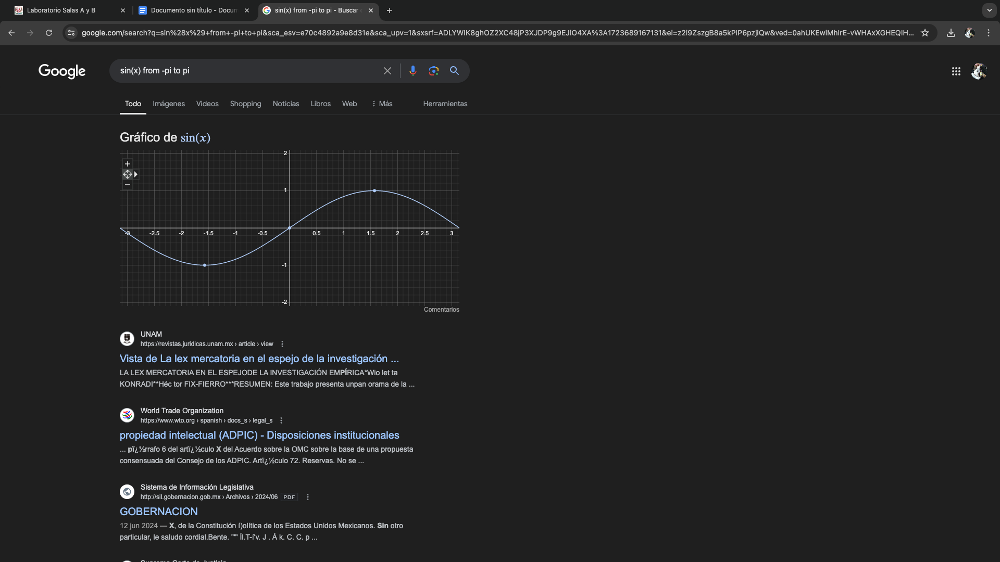 Laboratorio Salas A y B
Documento sin título - Docum
sin(x) from -pi to pi - Buscar
google.com/search?q=sin%28x%29+from+-pi+to+pi&sca_esv=e70c4892a9e8d31e&sca_upv=1&sxsrf=ADLYWIK8ghOZ2XC48jP3XJDP9g9EJlO4XA%3A1723689167131&ei=z2i9ZszgB8a5kPIP6pzjiQw&ved=0ahUKEwiMhIrE-vWHAxXGHEQIH...
Google
sin(x) from -pi to pi
Todo Imágenes Videos Shopping Noticias Libros Web Más Herramientas
Gráfico de sin(x)
2
1
-3 -2.5 -2 -1.5 -1 -0.5 0.5 1 1.5 2 2.5 3
-1
-2
Comentarios
UNAM
https://revistas.juridicas.unam.mx › article › view
Vista de La lex mercatoria en el espejo de la investigación ...
LA LEX MERCATORIA EN EL ESPEJODE LA INVESTIGACIÓN EMPÍRICA*Wio let ta
KONRADI**Héc tor FIX-FIERRO***RESUMEN: Este trabajo presenta unpan orama de la ...
World Trade Organization
https://www.wto.org › spanish › docs_s › legal_s
propiedad intelectual (ADPIC) - Disposiciones institucionales
... pï¿½rrafo 6 del artï¿½culo X del Acuerdo sobre la OMC sobre la base de una propuesta
consensuada del Consejo de los ADPIC. Artï¿½culo 72. Reservas. No se ...
Sistema de Información Legislativa
http://sil.gobernacion.gob.mx › Archivos › 2024/06 PDF
GOBERNACION
12 jun 2024 — X, de la Constitución í)olítica de los Estados Unidos Mexicanos. Sin otro
particular, le saludo cordial.Bente. """ ÍI.T-í'v. J . Á k. C. C. p ...